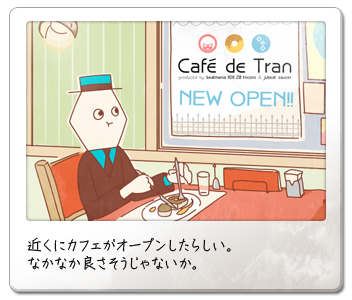 Café de Tran
produced by beatmania IIDX 20 tricoro & jubeat saucer
NEW OPEN!!
近くにカフェがオープンしたらしい。
なかなか良さそうじゃないか。